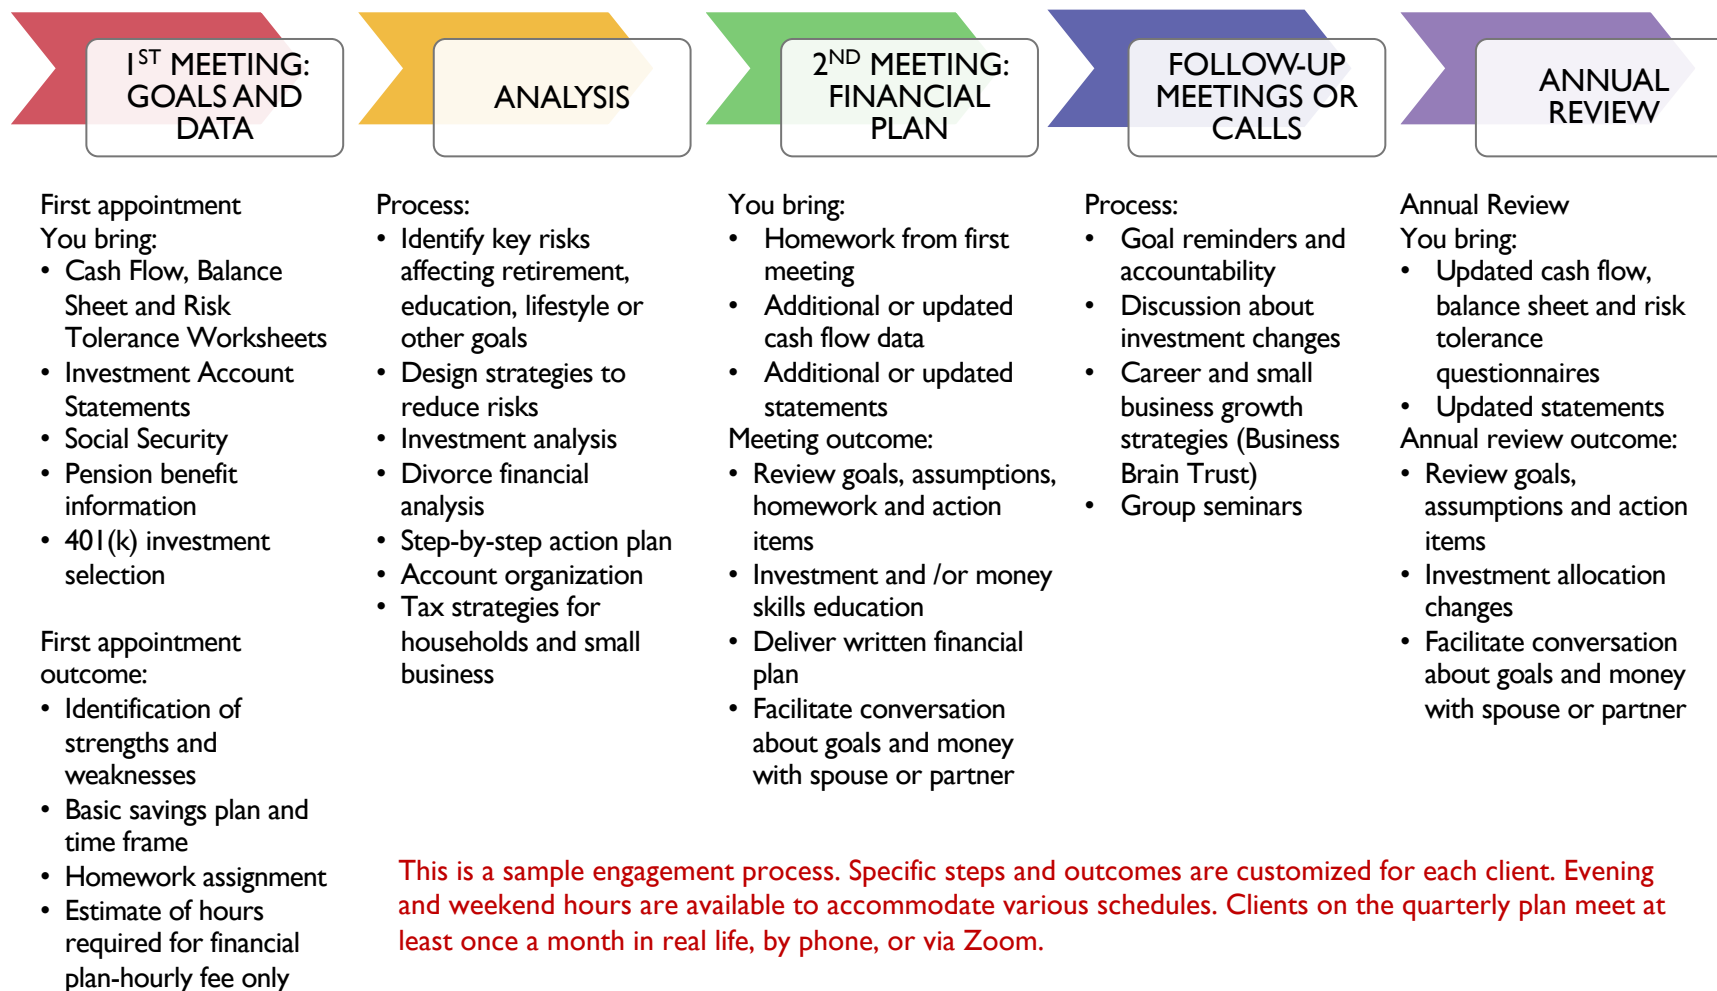 1ST MEETING:
GOALS AND
DATA
ANALYSIS
2ND MEETING:
FINANCIAL
PLAN
FOLLOW-UP
MEETINGS OR
CALLS
ANNUAL
REVIEW
First appointment
You bring:
• Cash Flow, Balance
Sheet and Risk
Tolerance Worksheets
• Investment Account
Statements
• Social Security
• Pension benefit
information
• 401(k) investment
selection
First appointment
outcome:
• Identification of
strengths and
weaknesses
• Basic savings plan and
time frame
• Homework assignment
• Estimate of hours
required for financial
plan-hourly fee only
Process:
• Identify key risks
affecting retirement,
education, lifestyle or
other goals
• Design strategies to
reduce risks
• Investment analysis
• Divorce financial
analysis
• Step-by-step action plan
• Account organization
• Tax strategies for
households and small
business
You bring:
• Homework from first
meeting
• Additional or updated
cash flow data
• Additional or updated
statements
Meeting outcome:
• Review goals, assumptions,
homework and action
items
• Investment and /or money
skills education
• Deliver written financial
plan
• Facilitate conversation
about goals and money
with spouse or partner
Process:
• Goal reminders and
accountability
• Discussion about
investment changes
• Career and small
business growth
strategies (Business
Brain Trust)
• Group seminars
Annual Review
You bring:
• Updated cash flow,
balance sheet and risk
tolerance
questionnaires
• Updated statements
Annual review outcome:
• Review goals,
assumptions and action
items
• Investment allocation
changes
• Facilitate conversation
about goals and money
with spouse or partner
This is a sample engagement process. Specific steps and outcomes are customized for each client. Evening
and weekend hours are available to accommodate various schedules. Clients on the quarterly plan meet at
least once a month in real life, by phone, or via Zoom.